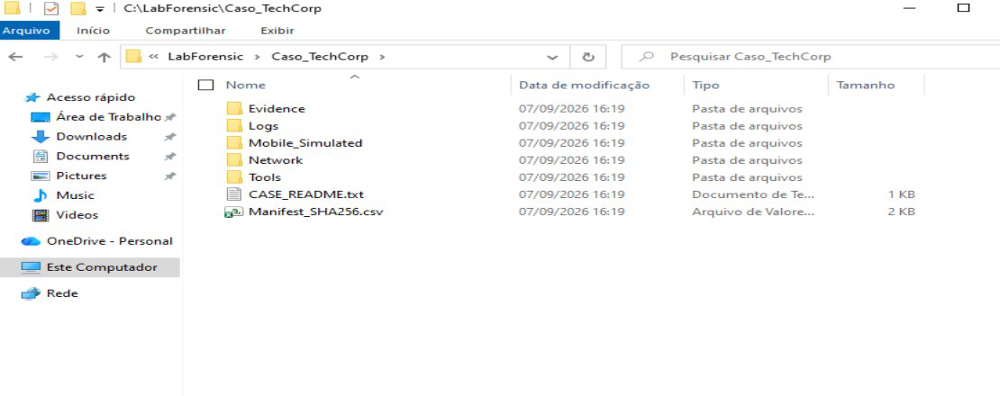 C:\LabForensic\Caso_TechCorp
Arquivo Início Compartilhar Exibir
« LabForensic › Caso_TechCorp › Pesquisar Caso_TechCorp
Nome Data de modificação Tipo Tamanho
Acesso rápido
Área de Trabalho
Downloads
Documents
Pictures
Music
Videos
OneDrive - Personal
Este Computador
Rede
Evidence 07/09/2026 16:19 Pasta de arquivos
Logs 07/09/2026 16:19 Pasta de arquivos
Mobile_Simulated 07/09/2026 16:19 Pasta de arquivos
Network 07/09/2026 16:19 Pasta de arquivos
Tools 07/09/2026 16:19 Pasta de arquivos
CASE_README.txt 07/09/2026 16:19 Documento de Te... 1 KB
Manifest_SHA256.csv 07/09/2026 16:19 Arquivo de Valore... 2 KB